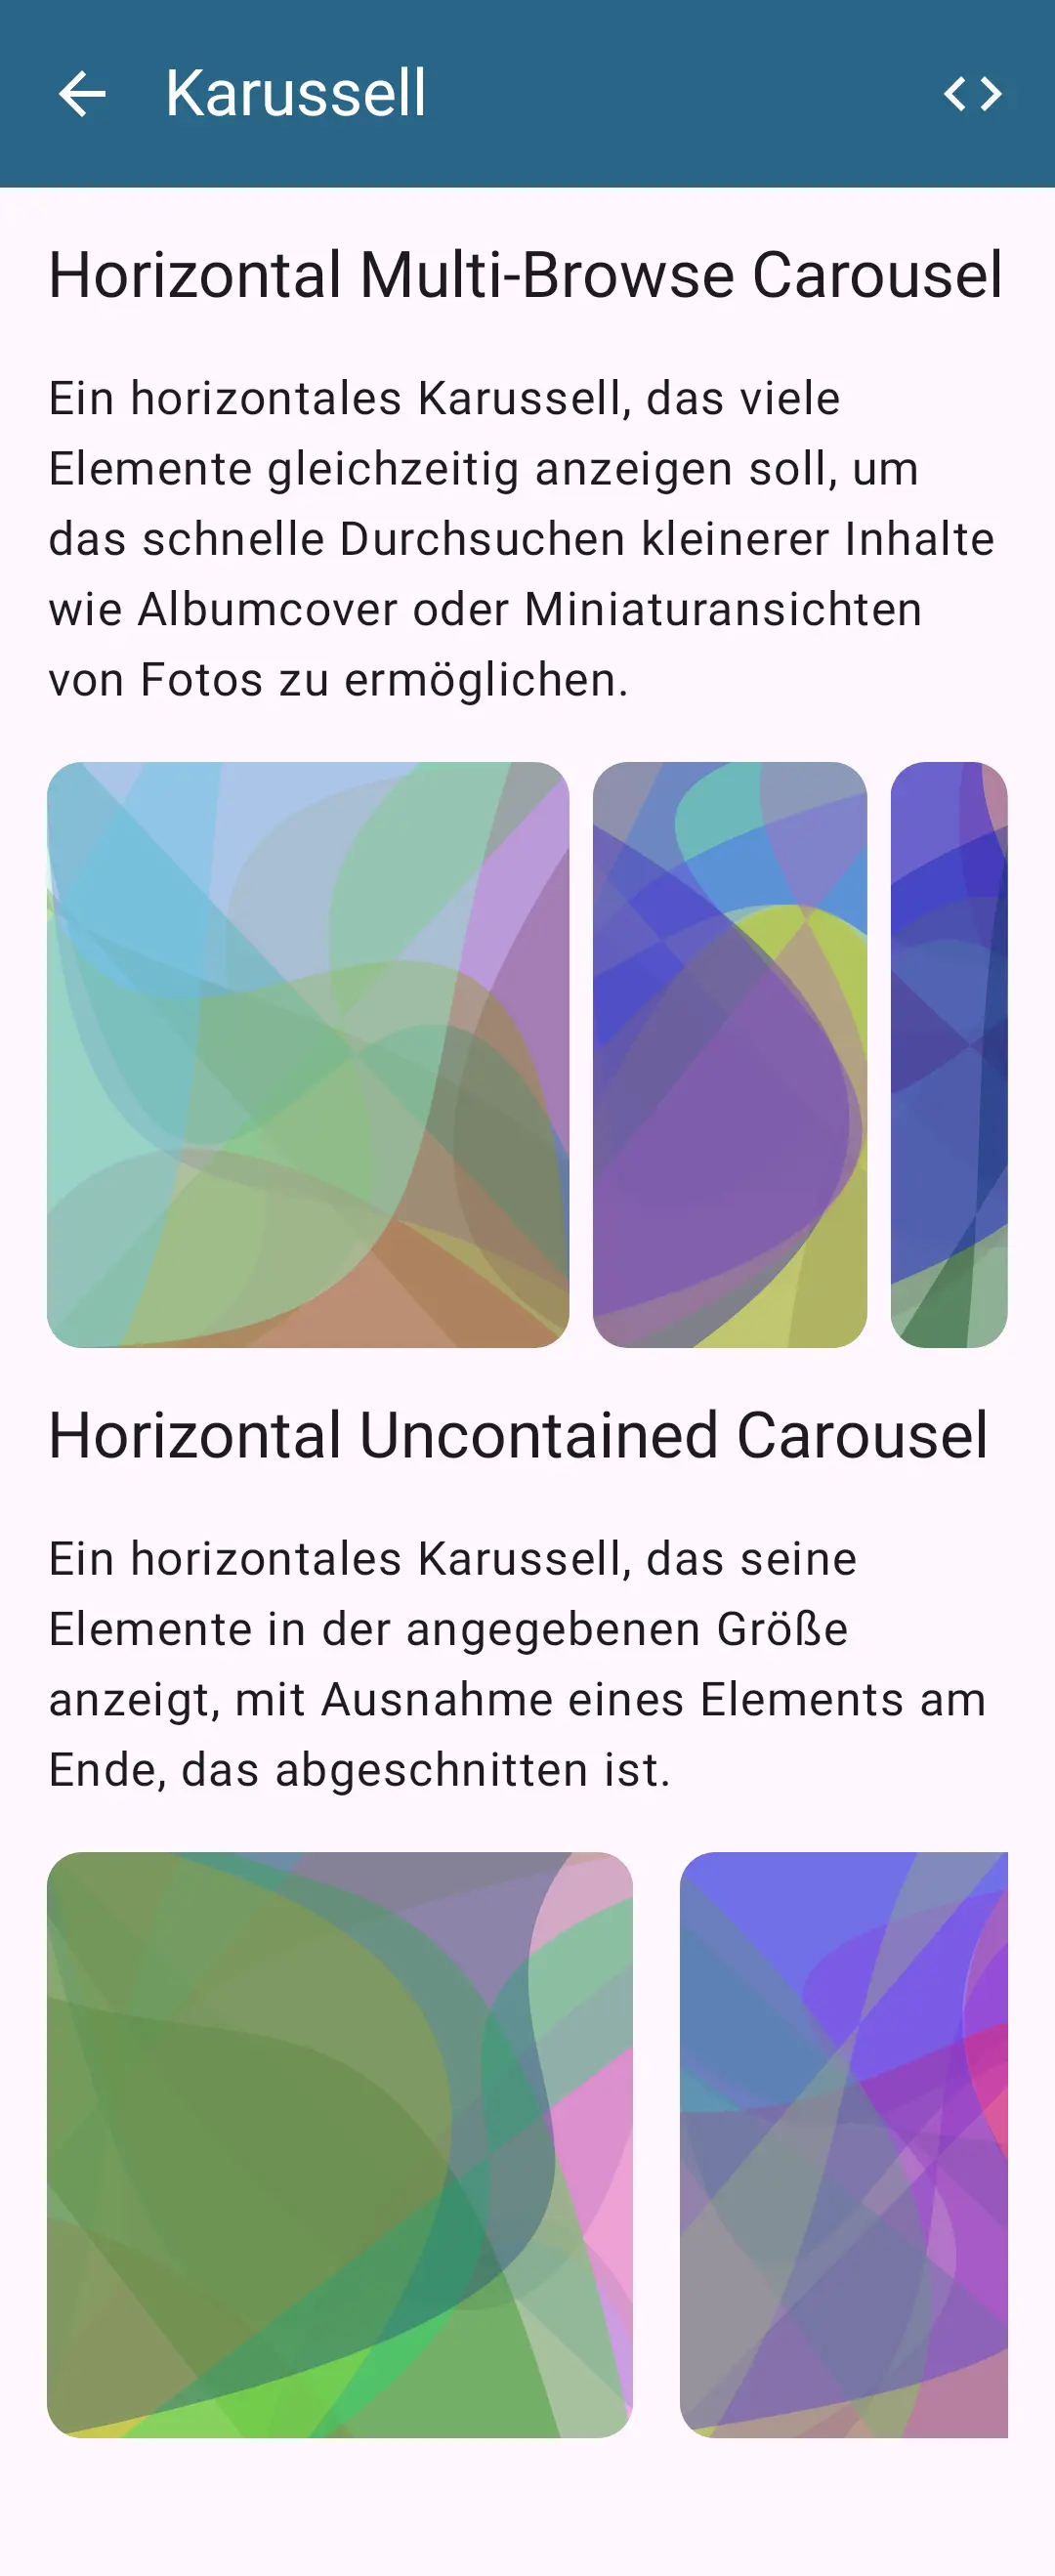 Karussell
Horizontal Multi-Browse Carousel
Ein horizontales Karussell, das viele
Elemente gleichzeitig anzeigen soll, um
das schnelle Durchsuchen kleinerer Inhalte
wie Albumcover oder Miniaturansichten
von Fotos zu ermöglichen.
Horizontal Uncontained Carousel
Ein horizontales Karussell, das seine
Elemente in der angegebenen Größe
anzeigt, mit Ausnahme eines Elements am
Ende, das abgeschnitten ist.